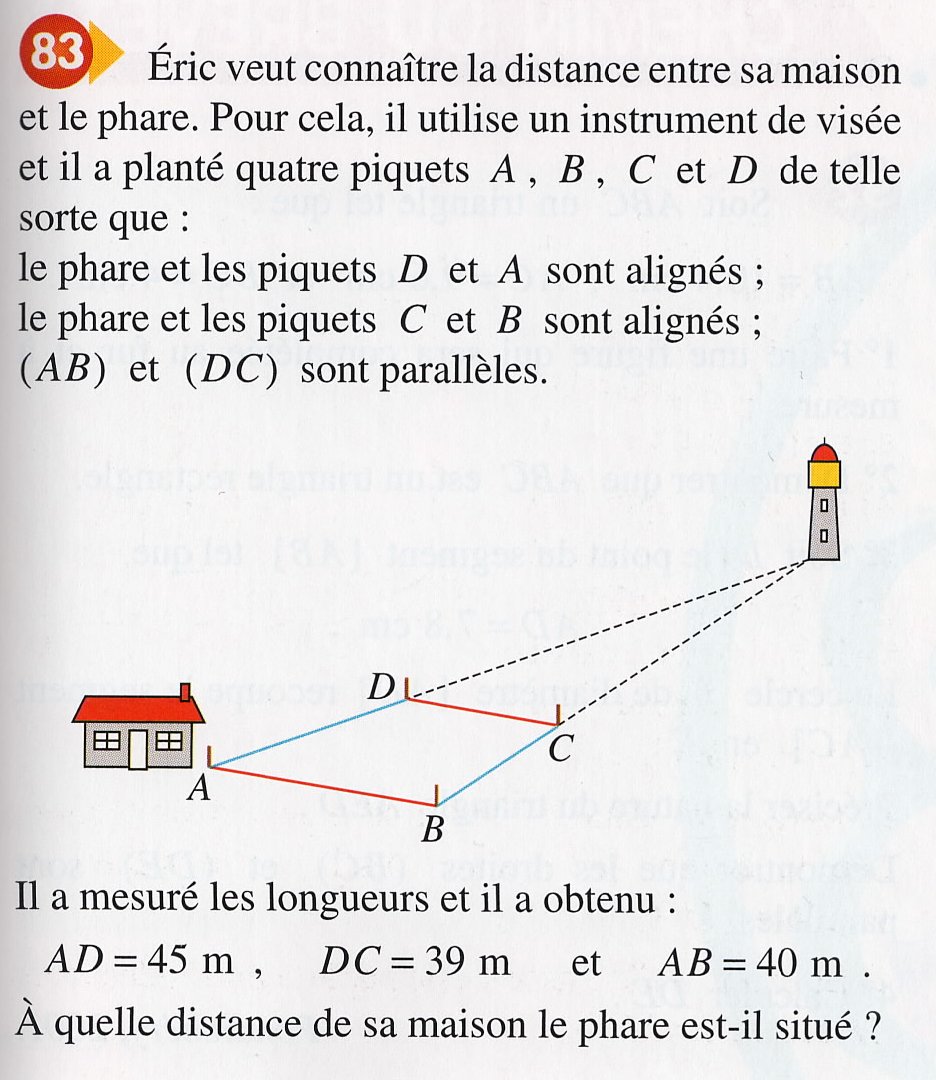 83 Éric veut connaître la distance entre sa maison
et le phare. Pour cela, il utilise un instrument de visée
et il a planté quatre piquets A , B , C et D de telle
sorte que :
le phare et les piquets D et A sont alignés ;
le phare et les piquets C et B sont alignés ;
(AB) et (DC) sont parallèles.
D
C
A
B
Il a mesuré les longueurs et il a obtenu :
AD = 45 m , DC = 39 m et AB = 40 m .
À quelle distance de sa maison le phare est-il situé ?